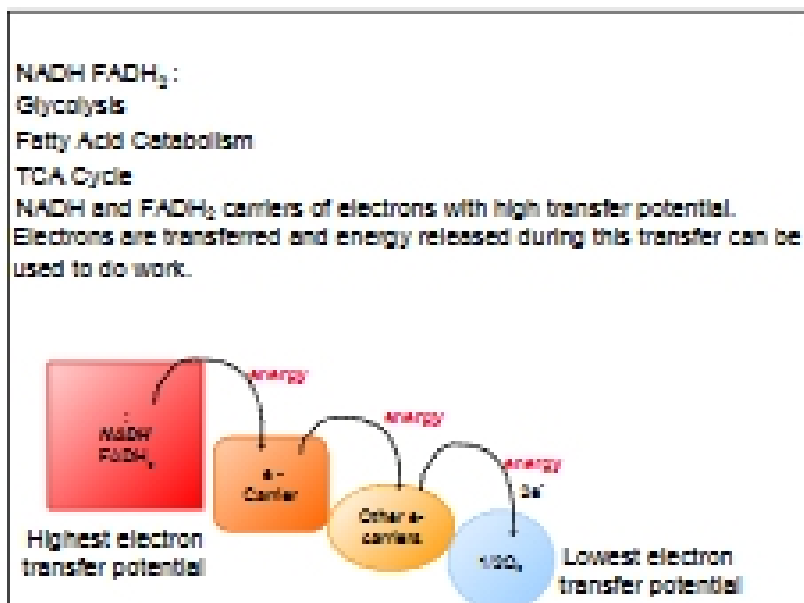 NADH FADH₂ :
Glycolysis
Fatty Acid Catabolism
TCA Cycle
NADH and FADH₂ carriers of electrons with high transfer potential.
Electrons are transferred and energy released during this transfer can be
used to do work.
energy
:
NADH
FADH₂
energy
e -
Carrier
energy
2e⁻
Other e-
carriers
1/2O₂
Highest electron
transfer potential
Lowest electron
transfer potential